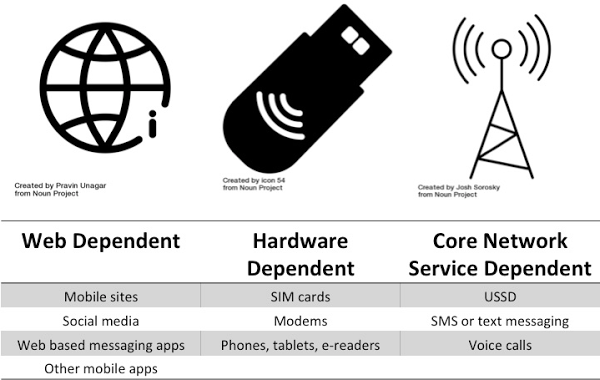 Created by Pravin Unagar
from Noun Project
Created by icon 54
from Noun Project
Created by Josh Sorosky
from Noun Project
Web Dependent
Hardware
Dependent
Core Network
Service Dependent
Mobile sites
SIM cards
USSD
Social media
Modems
SMS or text messaging
Web based messaging apps
Phones, tablets, e-readers
Voice calls
Other mobile apps